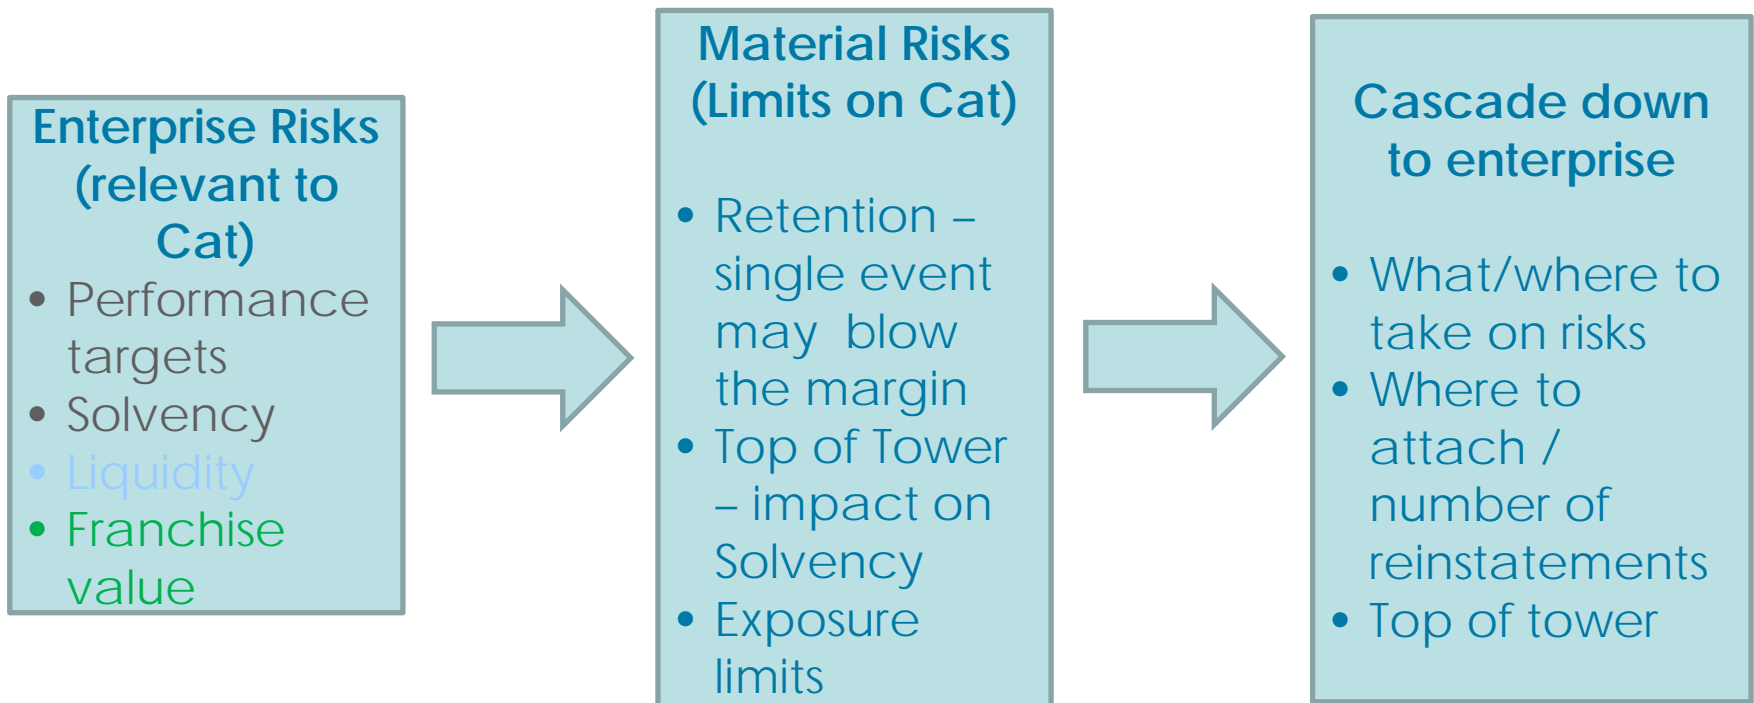 Enterprise Risks
(relevant to
Cat)
• Performance
targets
• Solvency
• Liquidity
• Franchise
value
Material Risks
(Limits on Cat)
• Retention –
single event
may blow
the margin
• Top of Tower
– impact on
Solvency
• Exposure
limits
Cascade down
to enterprise
• What/where to
take on risks
• Where to
attach /
number of
reinstatements
• Top of tower